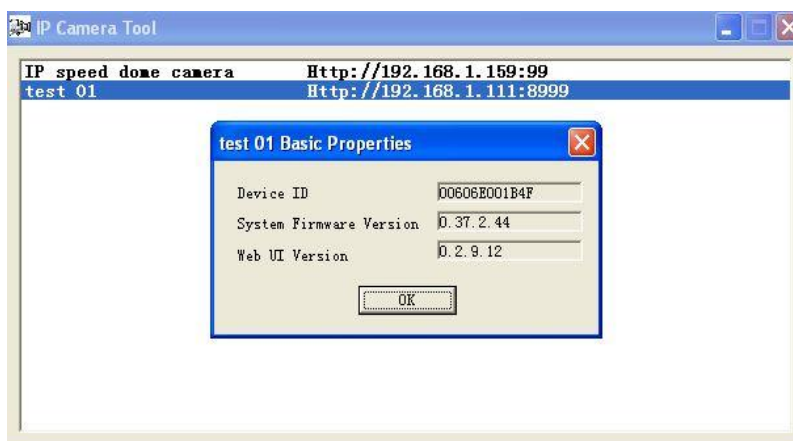 IP Camera Tool
IP speed dome camera Http://192.168.1.159:99
test 01 Http://192.168.1.111:8999
test 01 Basic Properties
Device ID 00606E001B4F
System Firmware Version 0.37.2.44
Web UI Version 0.2.9.12
OK